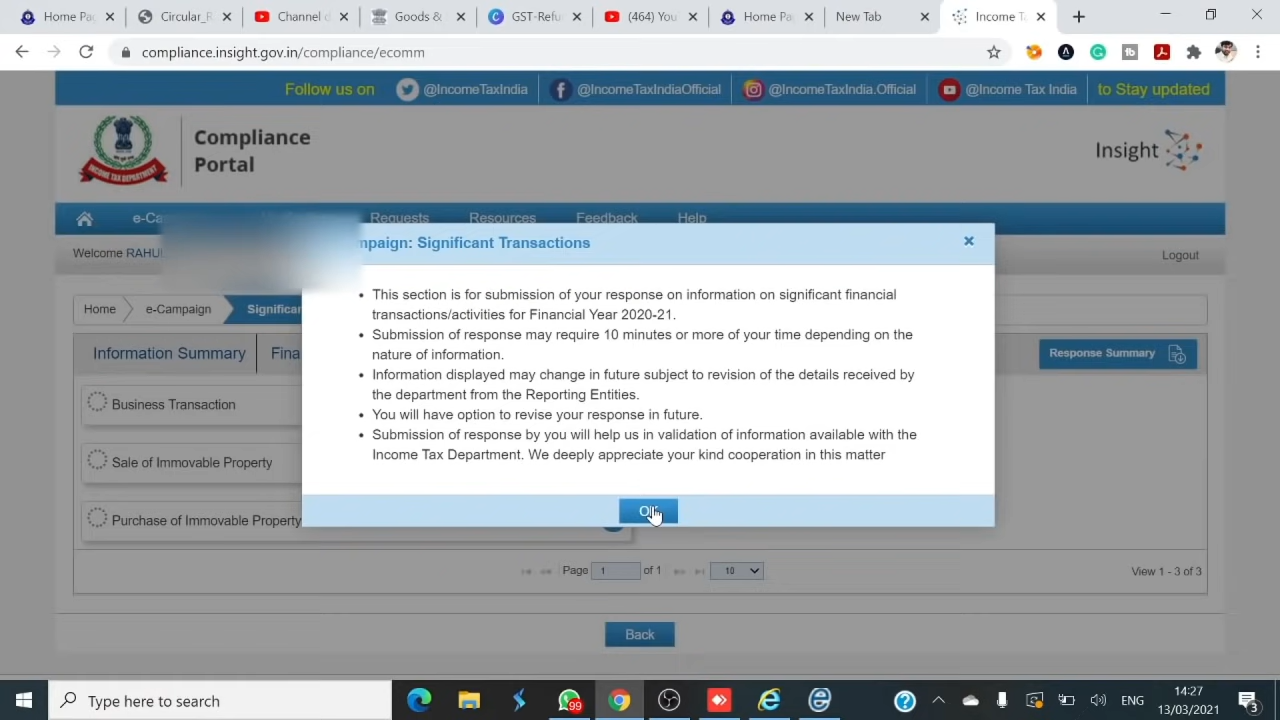 Home Pa
Circular_R
Channel d
Goods &
GST-Refu
(464) You
Home Pa
New Tab
Income T
compliance.insight.gov.in/compliance/ecomm
Follow us on @IncomeTaxIndia @IncomeTaxIndiaOfficial @IncomeTaxIndia.Official @Income Tax India to Stay updated
INCOME TAX DEPARTMENT
Compliance
Portal
Insight
e-Ca Requests Resources Feedback Help
Welcome RAHU
Logout
mpaign: Significant Transactions
Home e-Campaign Significan
• This section is for submission of your response on information on significant financial
transactions/activities for Financial Year 2020-21.
• Submission of response may require 10 minutes or more of your time depending on the
nature of information.
• Information displayed may change in future subject to revision of the details received by
the department from the Reporting Entities.
• You will have option to revise your response in future.
• Submission of response by you will help us in validation of information available with the
Income Tax Department. We deeply appreciate your kind cooperation in this matter
OK
Information Summary Fina
Response Summary
Business Transaction
Sale of Immovable Property
Purchase of Immovable Property
Page 1 of 1 10 View 1 - 3 of 3
Back
Type here to search
99
ENG
14:27
13/03/2021
3